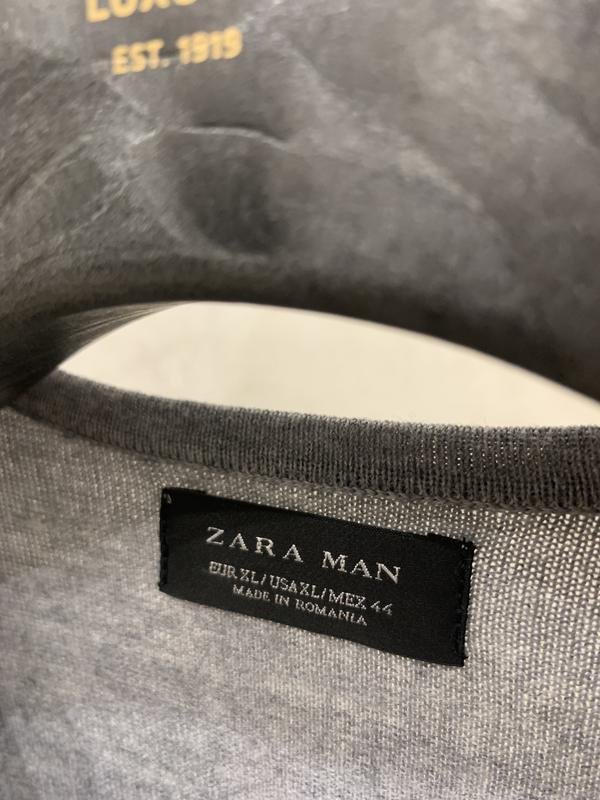 EST. 1919
ZARA MAN
EUR XL/USA XL/MEX 44
MADE IN ROMANIA